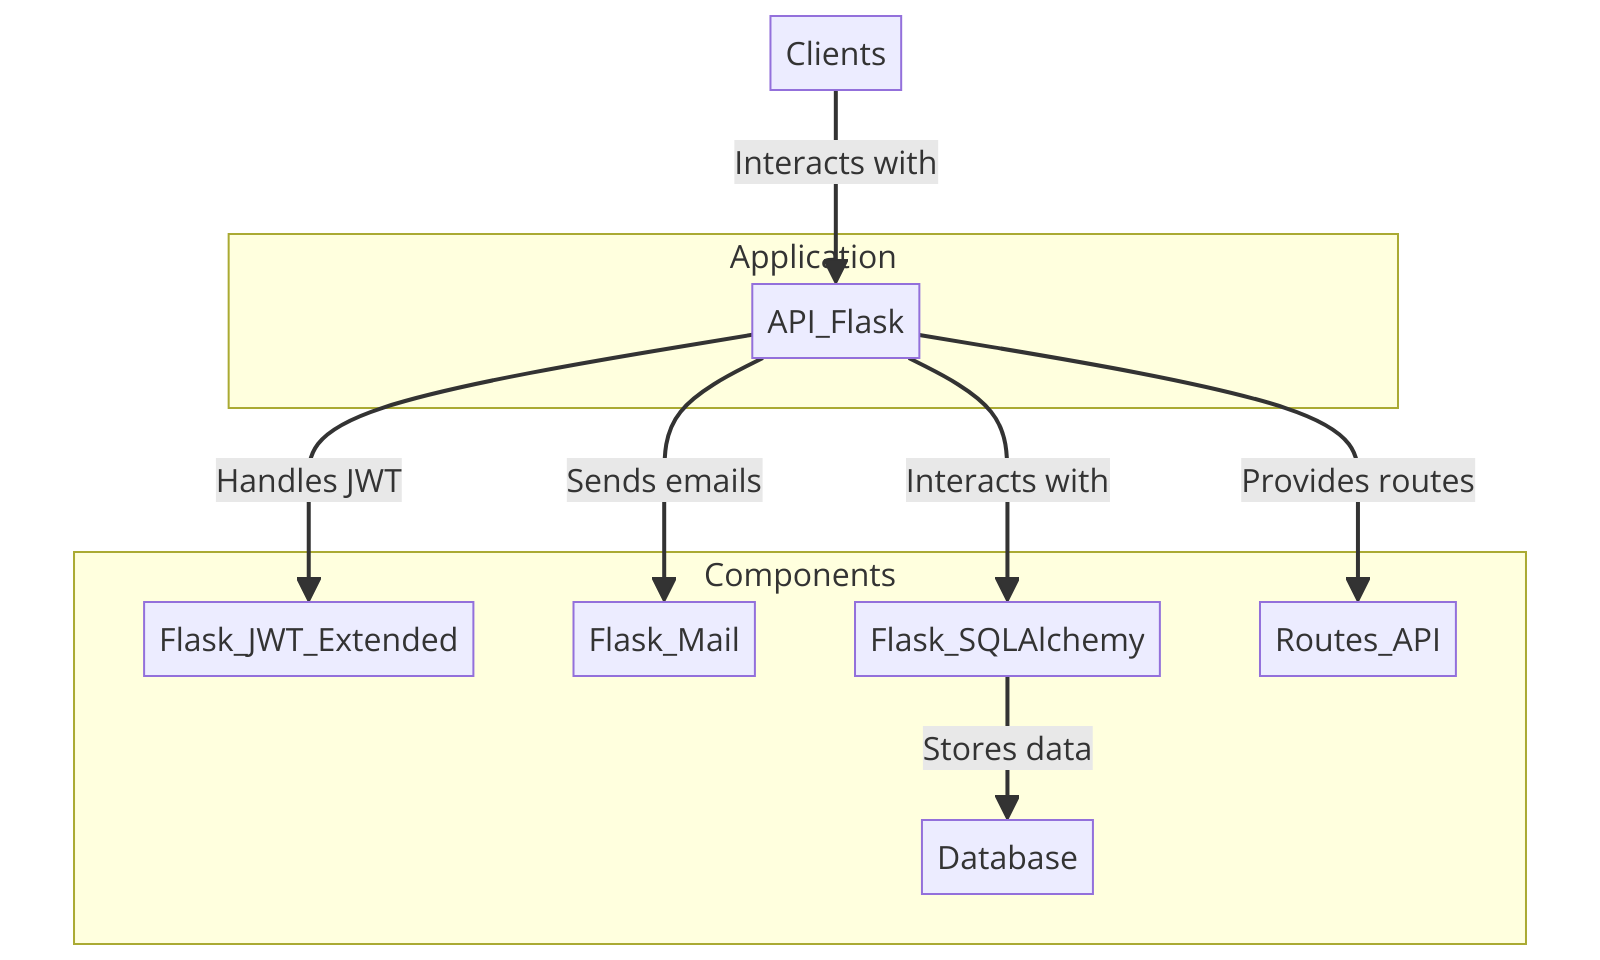 Clients
Interacts with
Application
API_Flask
Handles JWT
Sends emails
Interacts with
Provides routes
Components
Flask_JWT_Extended
Flask_Mail
Flask_SQLAlchemy
Routes_API
Stores data
Database